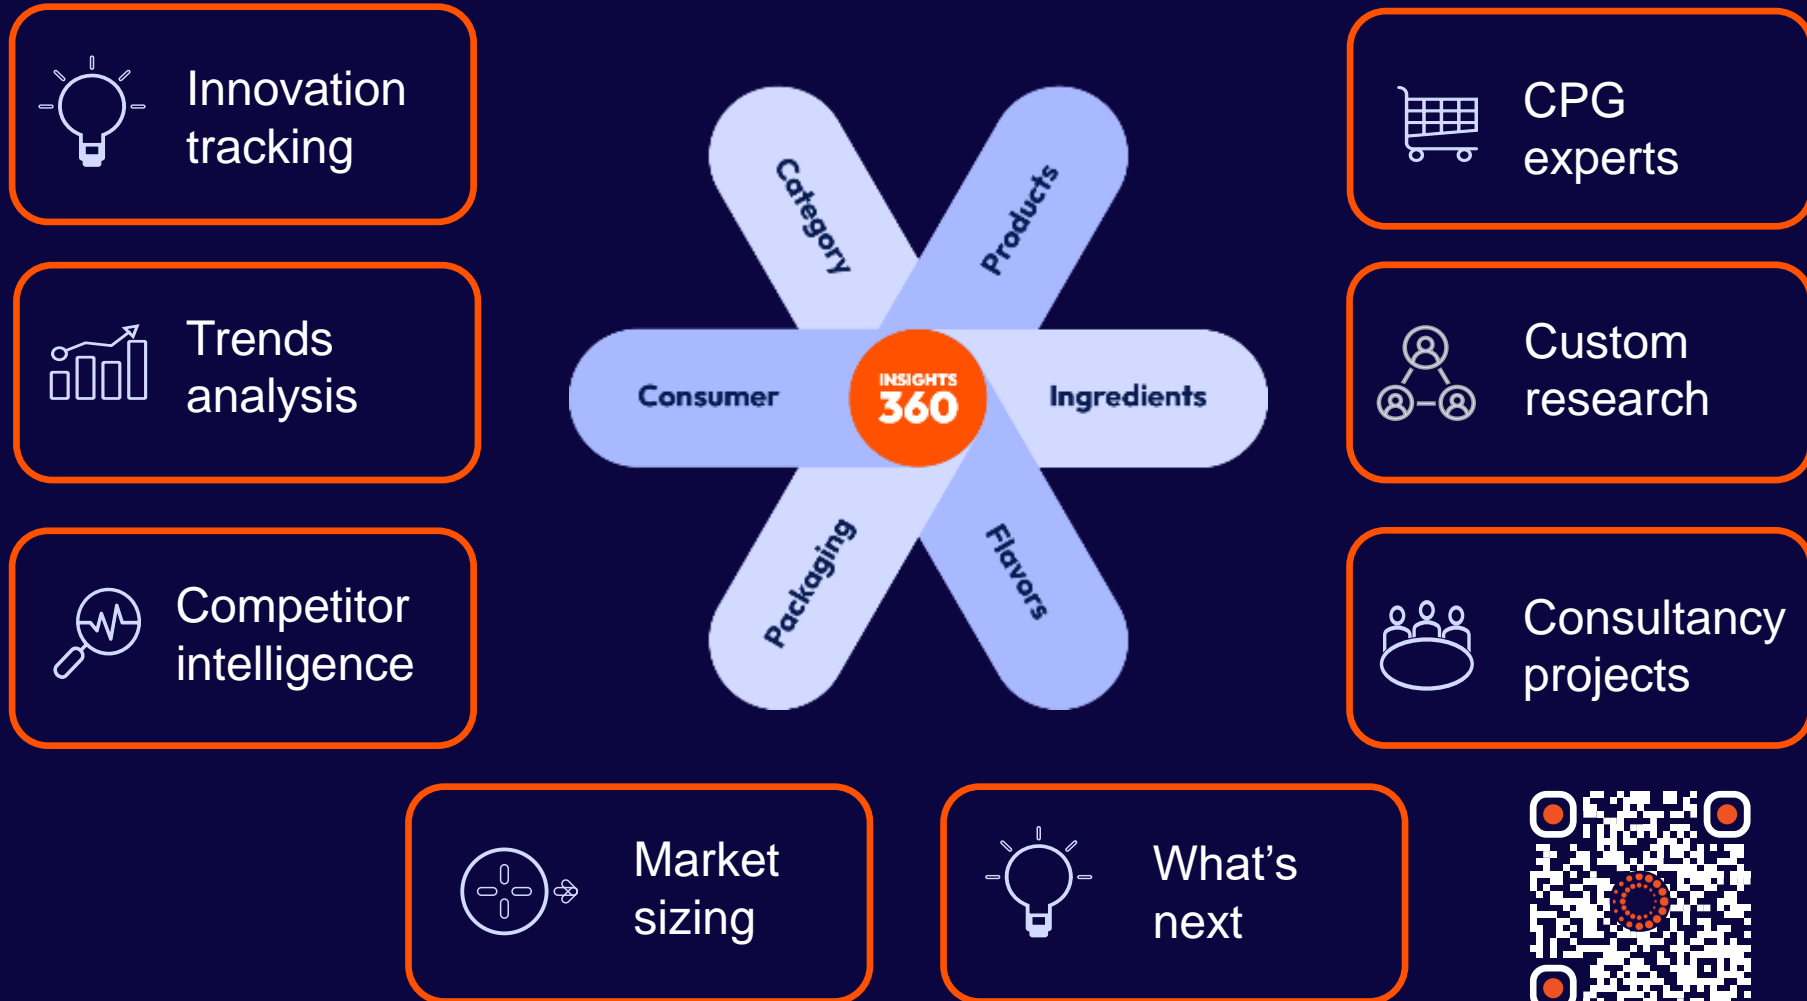 Innovation
tracking
Trends
analysis
Competitor
intelligence
Category
Products
Consumer
INSIGHTS
360
Ingredients
Packaging
Flavors
CPG
experts
Custom
research
Consultancy
projects
Market
sizing
What's
next